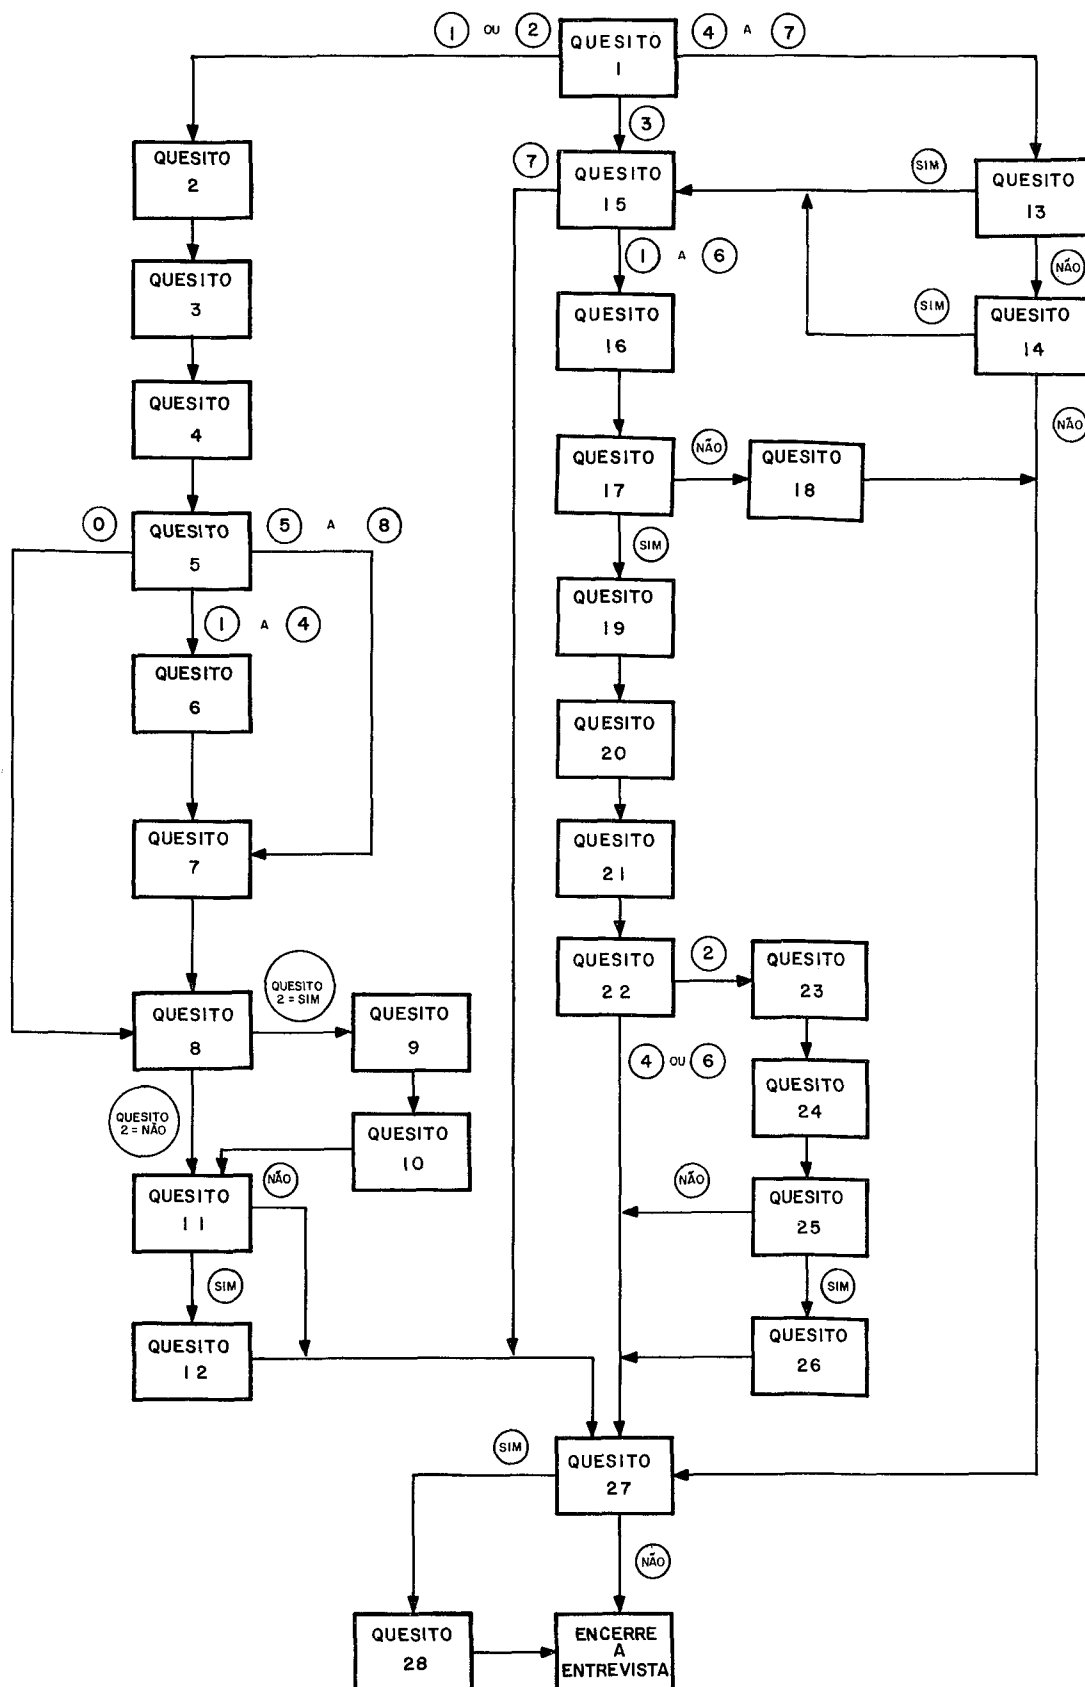 1 OU 2
QUESITO
1
4 A 7
3
QUESITO
2
7
QUESITO
15
SIM
QUESITO
13
1 A 6
NÃO
QUESITO
3
QUESITO
16
SIM
QUESITO
14
QUESITO
4
NÃO
QUESITO
17
NÃO
QUESITO
18
0
QUESITO
5
5 A 8
SIM
1 A 4
QUESITO
19
QUESITO
6
QUESITO
20
QUESITO
7
QUESITO
21
QUESITO
22
2
QUESITO
23
QUESITO
8
QUESITO
2 = SIM
QUESITO
9
4 OU 6
QUESITO
24
QUESITO
2 = NÃO
QUESITO
10
QUESITO
11
NÃO
NÃO
QUESITO
25
SIM
SIM
QUESITO
12
QUESITO
26
SIM
QUESITO
27
NÃO
QUESITO
28
ENCERRE
A
ENTREVISTA